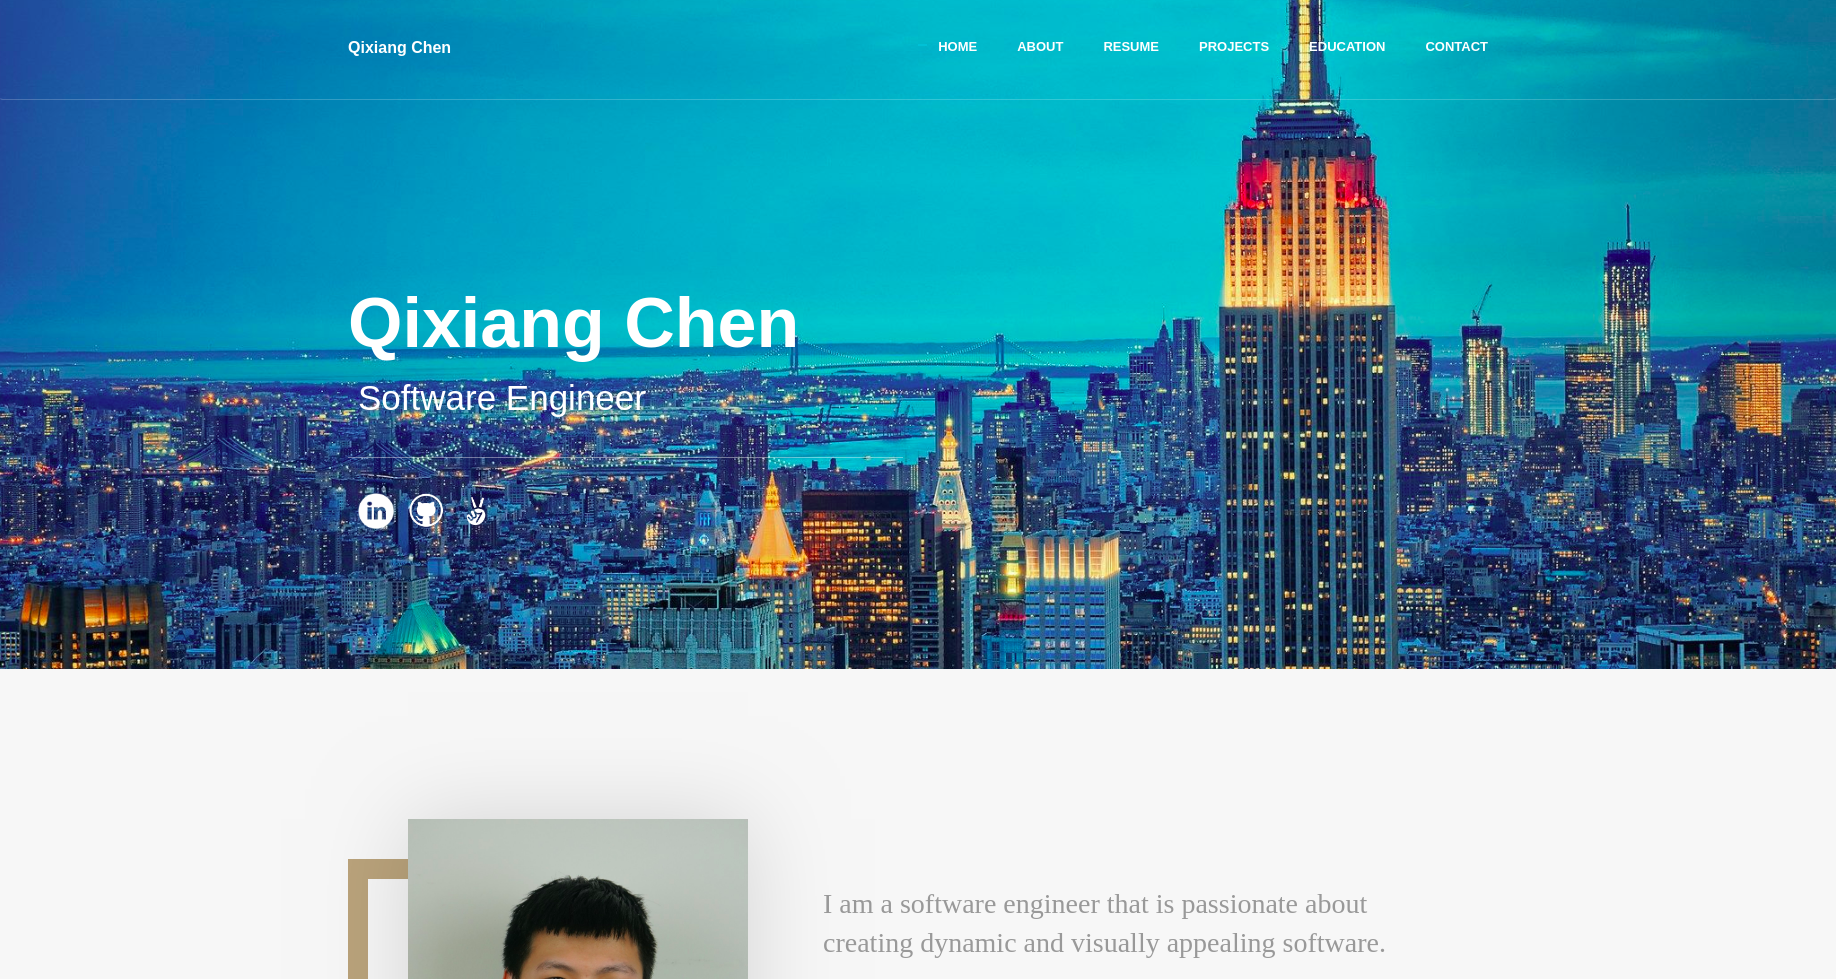 Qixiang Chen
HOME ABOUT RESUME PROJECTS EDUCATION CONTACT
Qixiang Chen
Software Engineer
in
I am a software engineer that is passionate about
creating dynamic and visually appealing software.